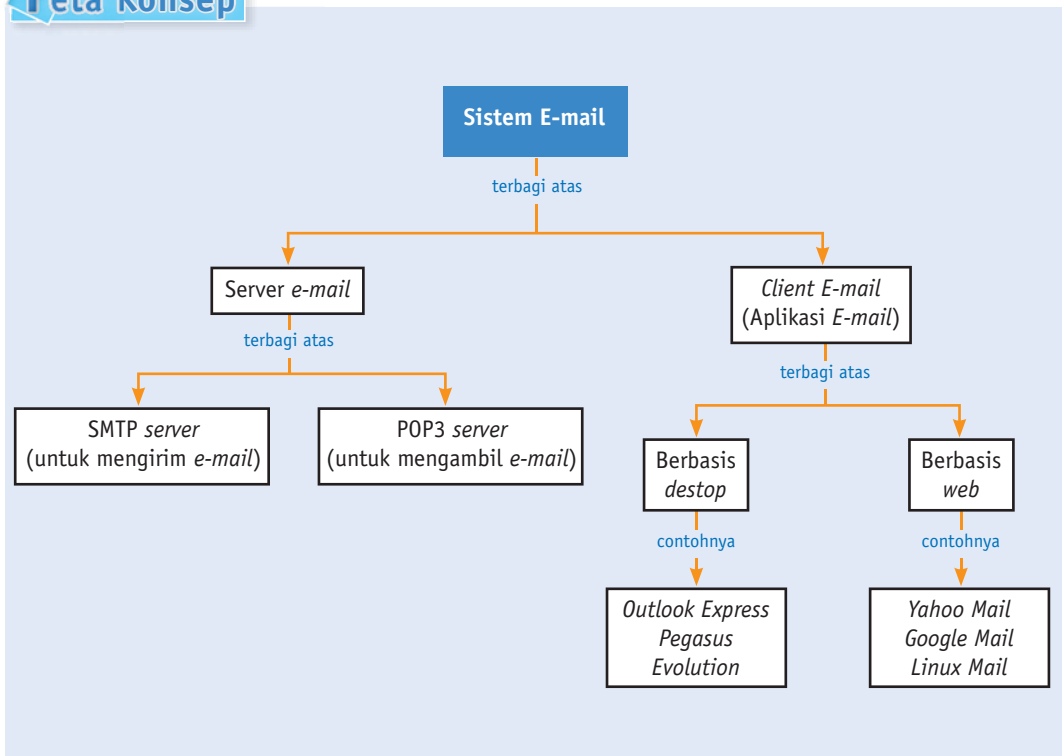 Peta Konsep
Sistem E-mail
terbagi atas
Server e-mail
terbagi atas
SMTP server
(untuk mengirim e-mail)
POP3 server
(untuk mengambil e-mail)
Client E-mail
(Aplikasi E-mail)
terbagi atas
Berbasis
destop
contohnya
Outlook Express
Pegasus
Evolution
Berbasis
web
contohnya
Yahoo Mail
Google Mail
Linux Mail